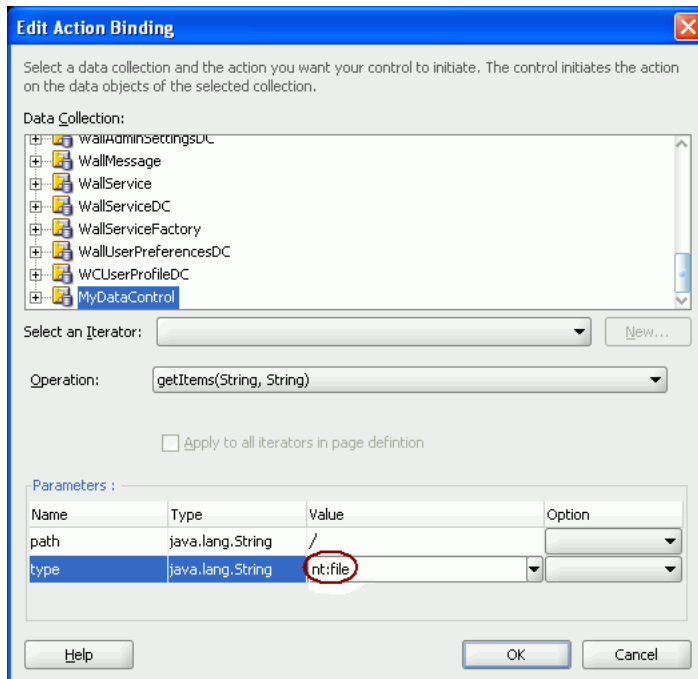 Edit Action Binding
Select a data collection and the action you want your control to initiate. The control initiates the action
on the data objects of the selected collection.
Data Collection:
WallAdminSettingsDC
WallMessage
WallService
WallServiceDC
WallServiceFactory
WallUserPreferencesDC
WCUserProfileDC
MyDataControl
Select an Iterator: New...
Operation: getItems(String, String)
Apply to all iterators in page defintion
Parameters :
Name Type Value Option
path java.lang.String /
type java.lang.String nt:file
Help OK Cancel